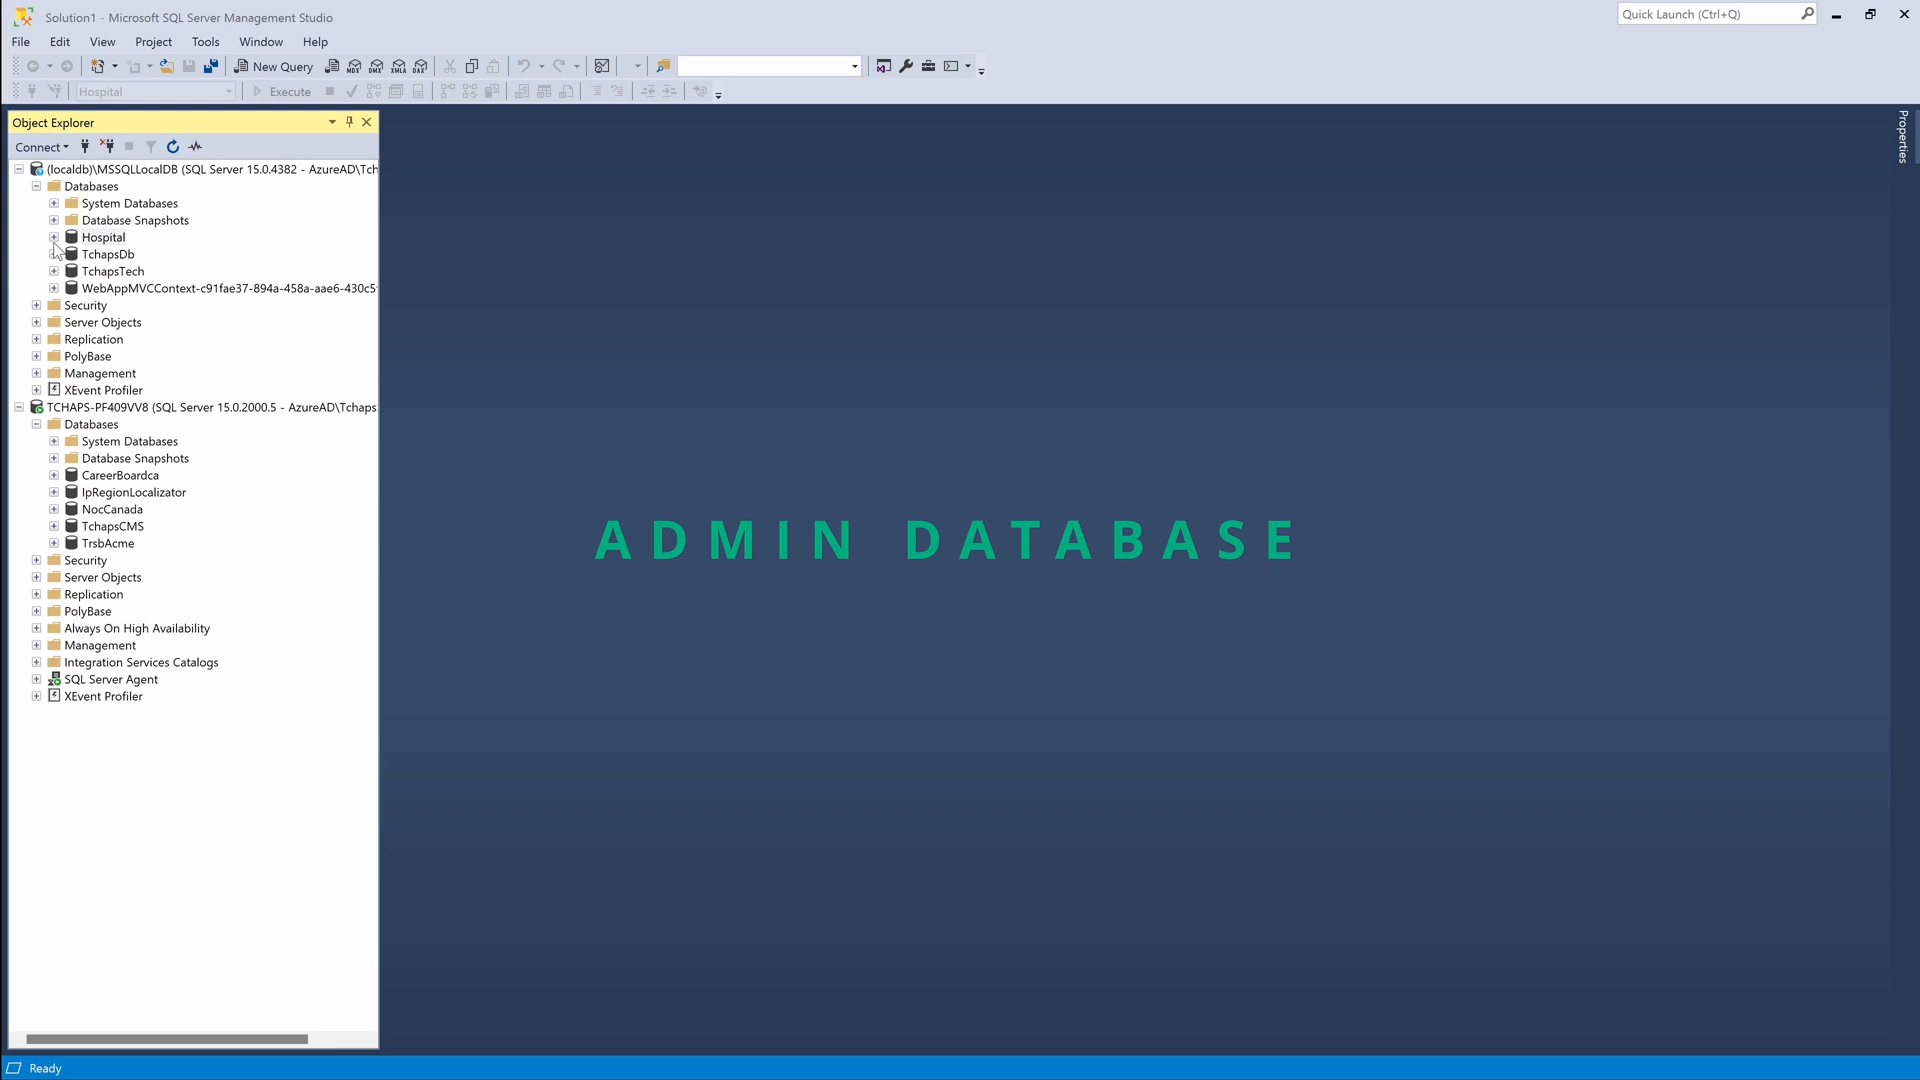 Solution1 - Microsoft SQL Server Management Studio
Quick Launch (Ctrl+Q)
File Edit View Project Tools Window Help
New Query MDX DMX XMLA DAX
Hospital Execute
Object Explorer
Properties
Connect
(localdb)\MSSQLLocalDB (SQL Server 15.0.4382 - AzureAD\Tch
Databases
System Databases
Database Snapshots
Hospital
TchapsDb
TchapsTech
WebAppMVCContext-c91fae37-894a-458a-aae6-430c5
Security
Server Objects
Replication
PolyBase
Management
XEvent Profiler
TCHAPS-PF409VV8 (SQL Server 15.0.2000.5 - AzureAD\Tchaps
Databases
System Databases
Database Snapshots
CareerBoardca
IpRegionLocalizator
NocCanada
TchapsCMS
TrsbAcme
Security
Server Objects
Replication
PolyBase
Always On High Availability
Management
Integration Services Catalogs
SQL Server Agent
XEvent Profiler
ADMIN DATABASE
Ready